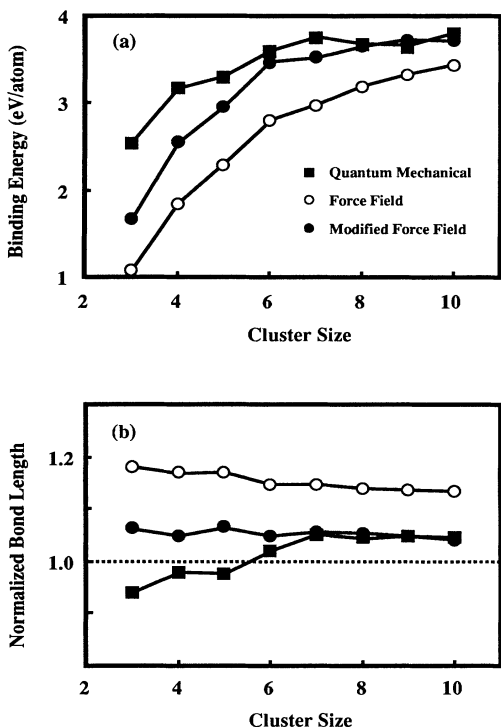 (a)
Binding Energy (eV/atom)
4
3
2
1
Quantum Mechanical
Force Field
Modified Force Field
2 4 6 8 10
Cluster Size
(b)
Normalized Bond Length
1.2
1.0
2 4 6 8 10
Cluster Size